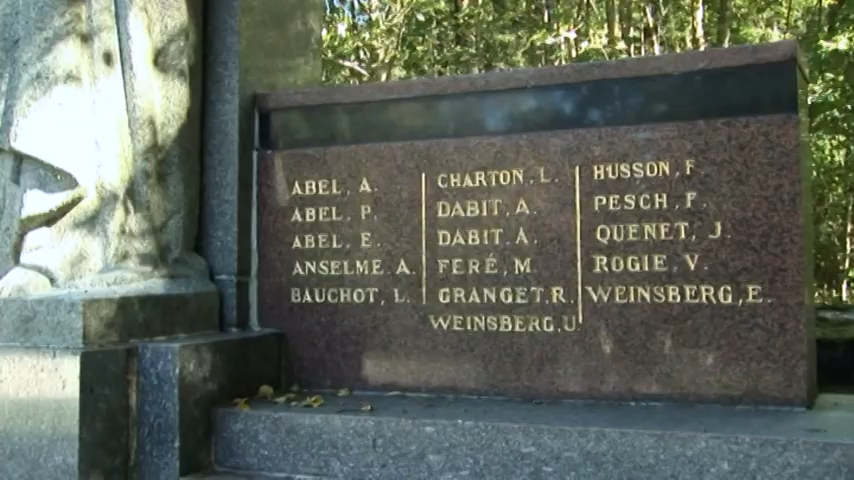 ABEL, A.
ABEL, P.
ABEL, E.
ANSELME, A.
BAUCHOT, L.
CHARTON, L.
DABIT, A.
DABIT, A.
FERÉ, M.
GRANGET, R.
WEINSBERG, U.
HUSSON, F.
PESCH, F.
QUENET, J.
ROGIE, V.
WEINSBERG, E.